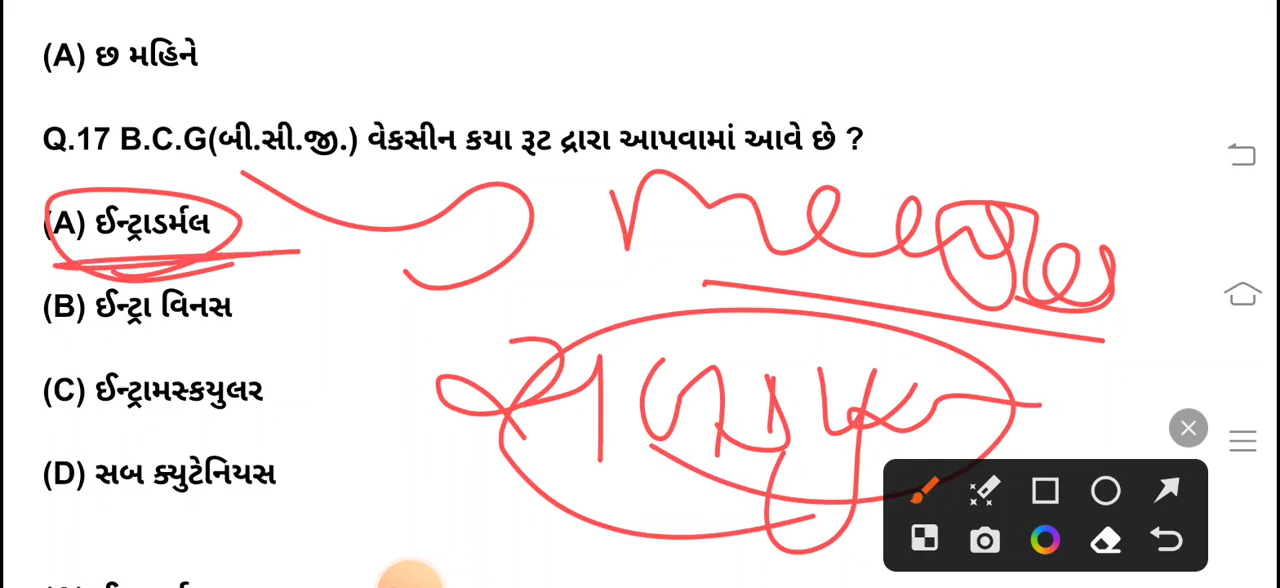 (A) છ મહિને
Q.17 B.C.G(બી.સી.જી.) વેકસીન કયા રૂટ દ્રારા આપવામાં આવે છે ?
(A) ઈન્ટ્રાડર્મલ
(B) ઈન્ટ્રા વિનસ
(C) ઈન્ટ્રામસ્કયુલર
(D) સબ ક્યુટેનિયસ